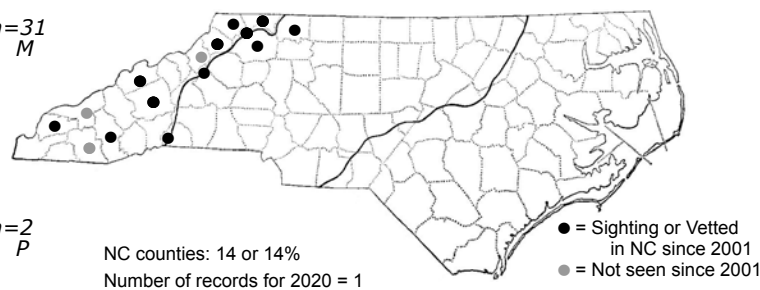 n=31
M
n=2
P
NC counties: 14 or 14%
Number of records for 2020 = 1
● = Sighting or Vetted
in NC since 2001
● = Not seen since 2001